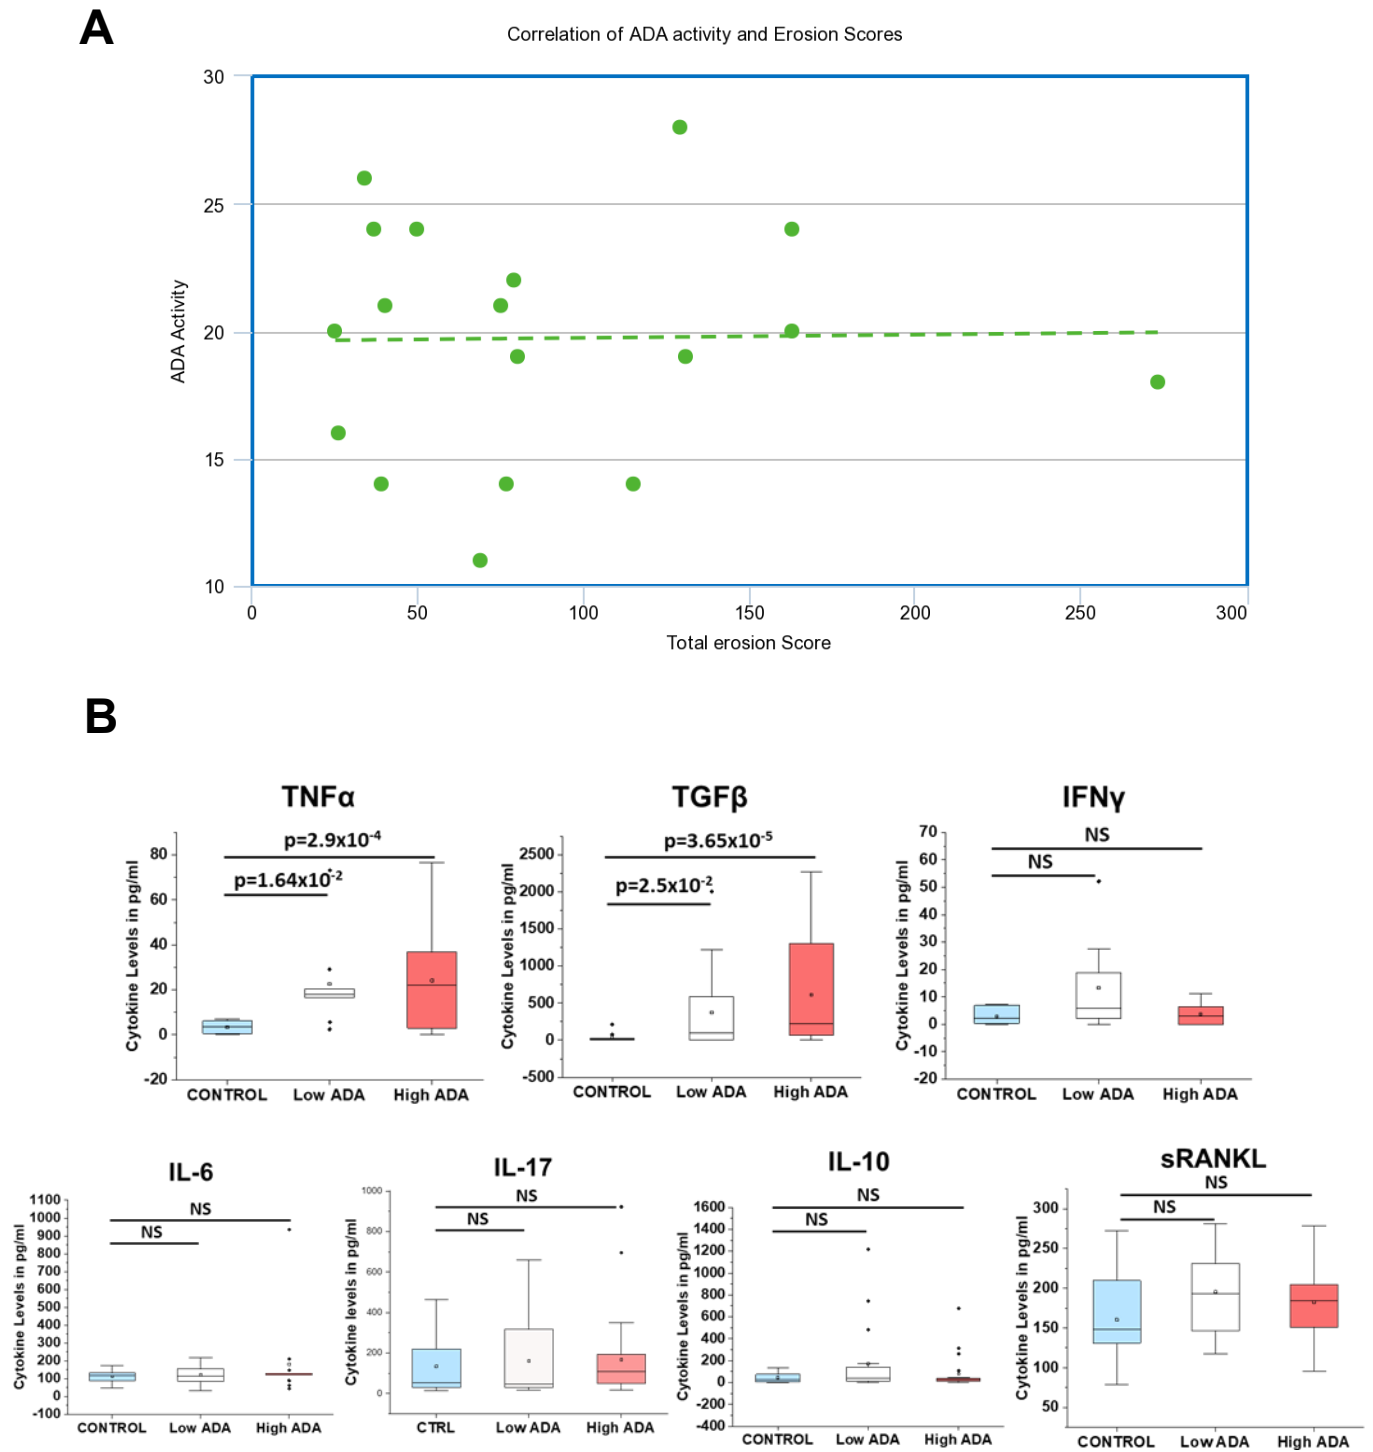 A
Correlation of ADA activity and Erosion Scores
30
25
20
15
10
ADA Activity
0 50 100 150 200 250 300
Total erosion Score
B
TNFα
p=2.9x10-4
p=1.64x10-2
80
60
40
20
0
-20
Cytokine Levels in pg/ml
CONTROL Low ADA High ADA
TGFβ
p=3.65x10-5
p=2.5x10-2
2500
2000
1500
1000
500
0
-500
Cytokine Levels in pg/ml
CONTROL Low ADA High ADA
IFNγ
NS
NS
70
60
50
40
30
20
10
0
-10
-20
Cytokine Levels in pg/ml
CONTROL Low ADA High ADA
IL-6
NS
NS
1100
1000
900
800
700
600
500
400
300
200
100
0
-100
Cytokine Levels in pg/ml
CONTROL Low ADA High ADA
IL-17
NS
NS
1000
800
600
400
200
0
Cytokine levels in pg/ml
CTRL Low ADA High ADA
IL-10
NS
NS
1600
1400
1200
1000
800
600
400
200
0
-200
-400
Cytokine Levels in pg/ml
CONTROL Low ADA High ADA
sRANKL
NS
NS
300
250
200
150
100
50
Cytokine Levels in pg/ml
CONTROL Low ADA High ADA